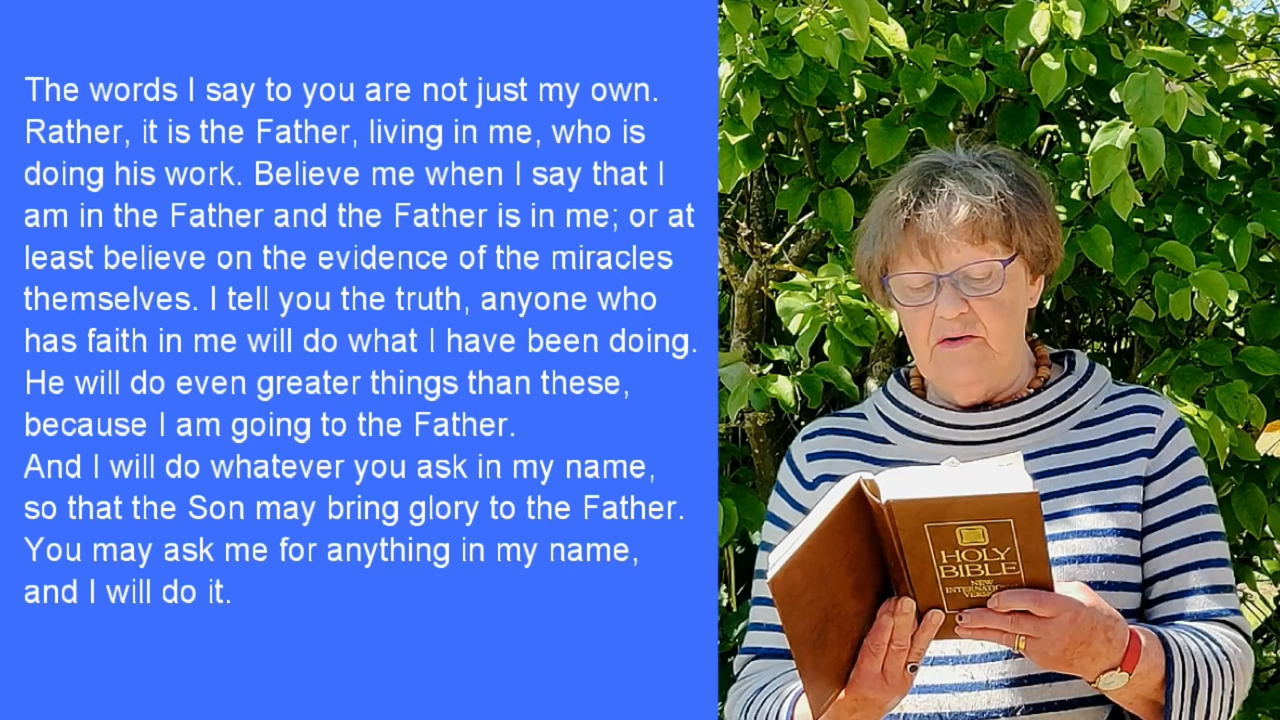 The words I say to you are not just my own.
Rather, it is the Father, living in me, who is
doing his work. Believe me when I say that I
am in the Father and the Father is in me; or at
least believe on the evidence of the miracles
themselves. I tell you the truth, anyone who
has faith in me will do what I have been doing.
He will do even greater things than these,
because I am going to the Father.
And I will do whatever you ask in my name,
so that the Son may bring glory to the Father.
You may ask me for anything in my name,
and I will do it.
HOLY
BIBLE
NEW
INTERNATIONAL
VERSION